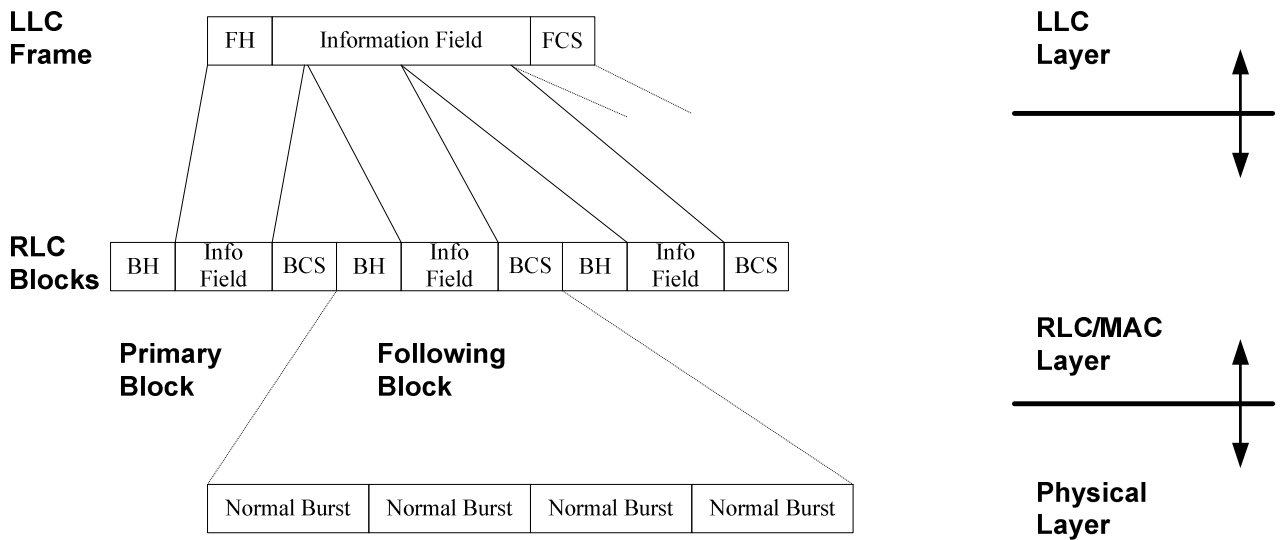 LLC
Frame
FH
Information Field
FCS
LLC
Layer
RLC
Blocks
BH
Info
Field
BCS
BH
Info
Field
BCS
BH
Info
Field
BCS
Primary
Block
Following
Block
RLC/MAC
Layer
Normal Burst
Normal Burst
Normal Burst
Normal Burst
Physical
Layer